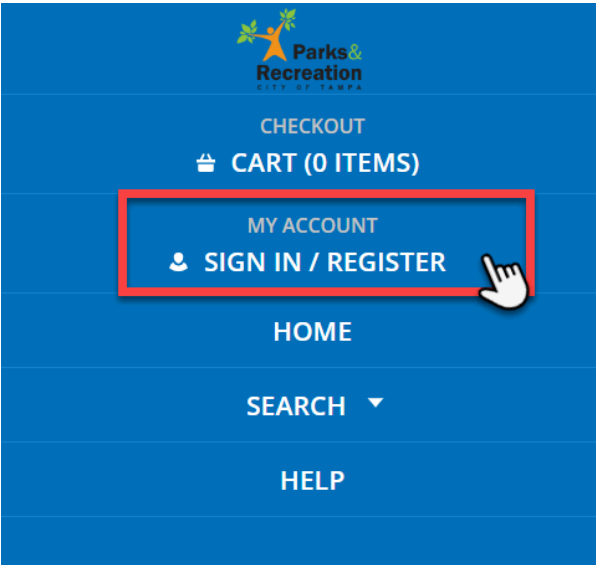 Parks&
Recreation
CITY OF TAMPA
CHECKOUT
CART (0 ITEMS)
MY ACCOUNT
SIGN IN / REGISTER
HOME
SEARCH
HELP